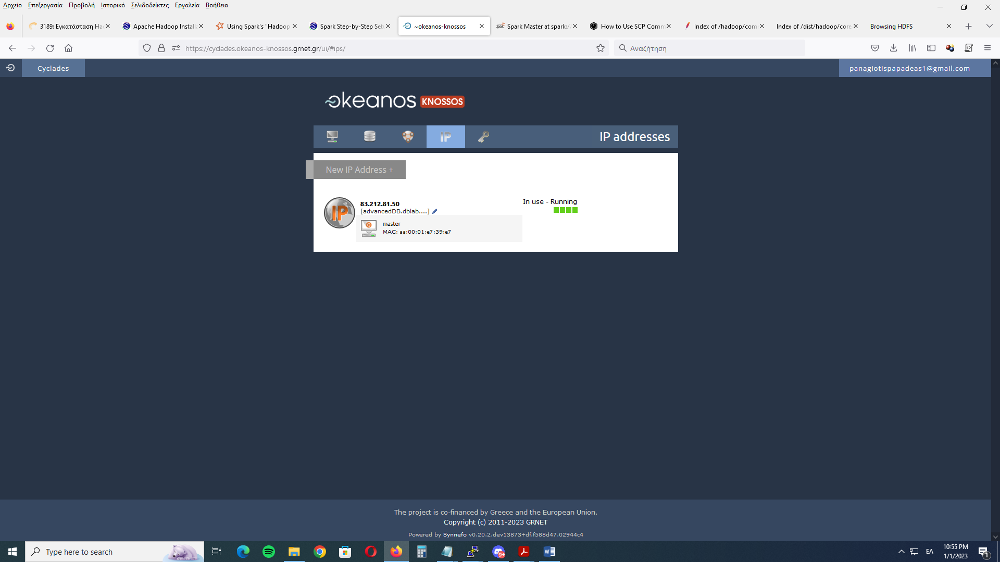 Αρχείο Επεξεργασία Προβολή Ιστορικό Σελιδοδείκτες Εργαλεία Βοήθεια
3189: Εγκατάσταση Ha
Apache Hadoop Install
Using Spark's "Hadoop
Spark Step-by-Step Set
~okeanos-knossos
Spark Master at spark:/
How to Use SCP Comm
Index of /hadoop/com
Index of /dist/hadoop/core
Browsing HDFS
https://cyclades.okeanos-knossos.grnet.gr/ui/#ips/
Αναζήτηση
Cyclades
panagiotispapadeas1@gmail.com
okeanos KNOSSOS
IP
IP addresses
New IP Address +
IP
83.212.81.50
[advancedDB.dblab....]
In use - Running
master
MAC: aa:00:01:e7:39:e7
The project is co-financed by Greece and the European Union.
Copyright (c) 2011-2023 GRNET
Powered by Synnefo v0.20.2.dev13873+df.f588d47.02944c4
Type here to search
9+
ΕΛ
10:55 PM
1/1/2023
1